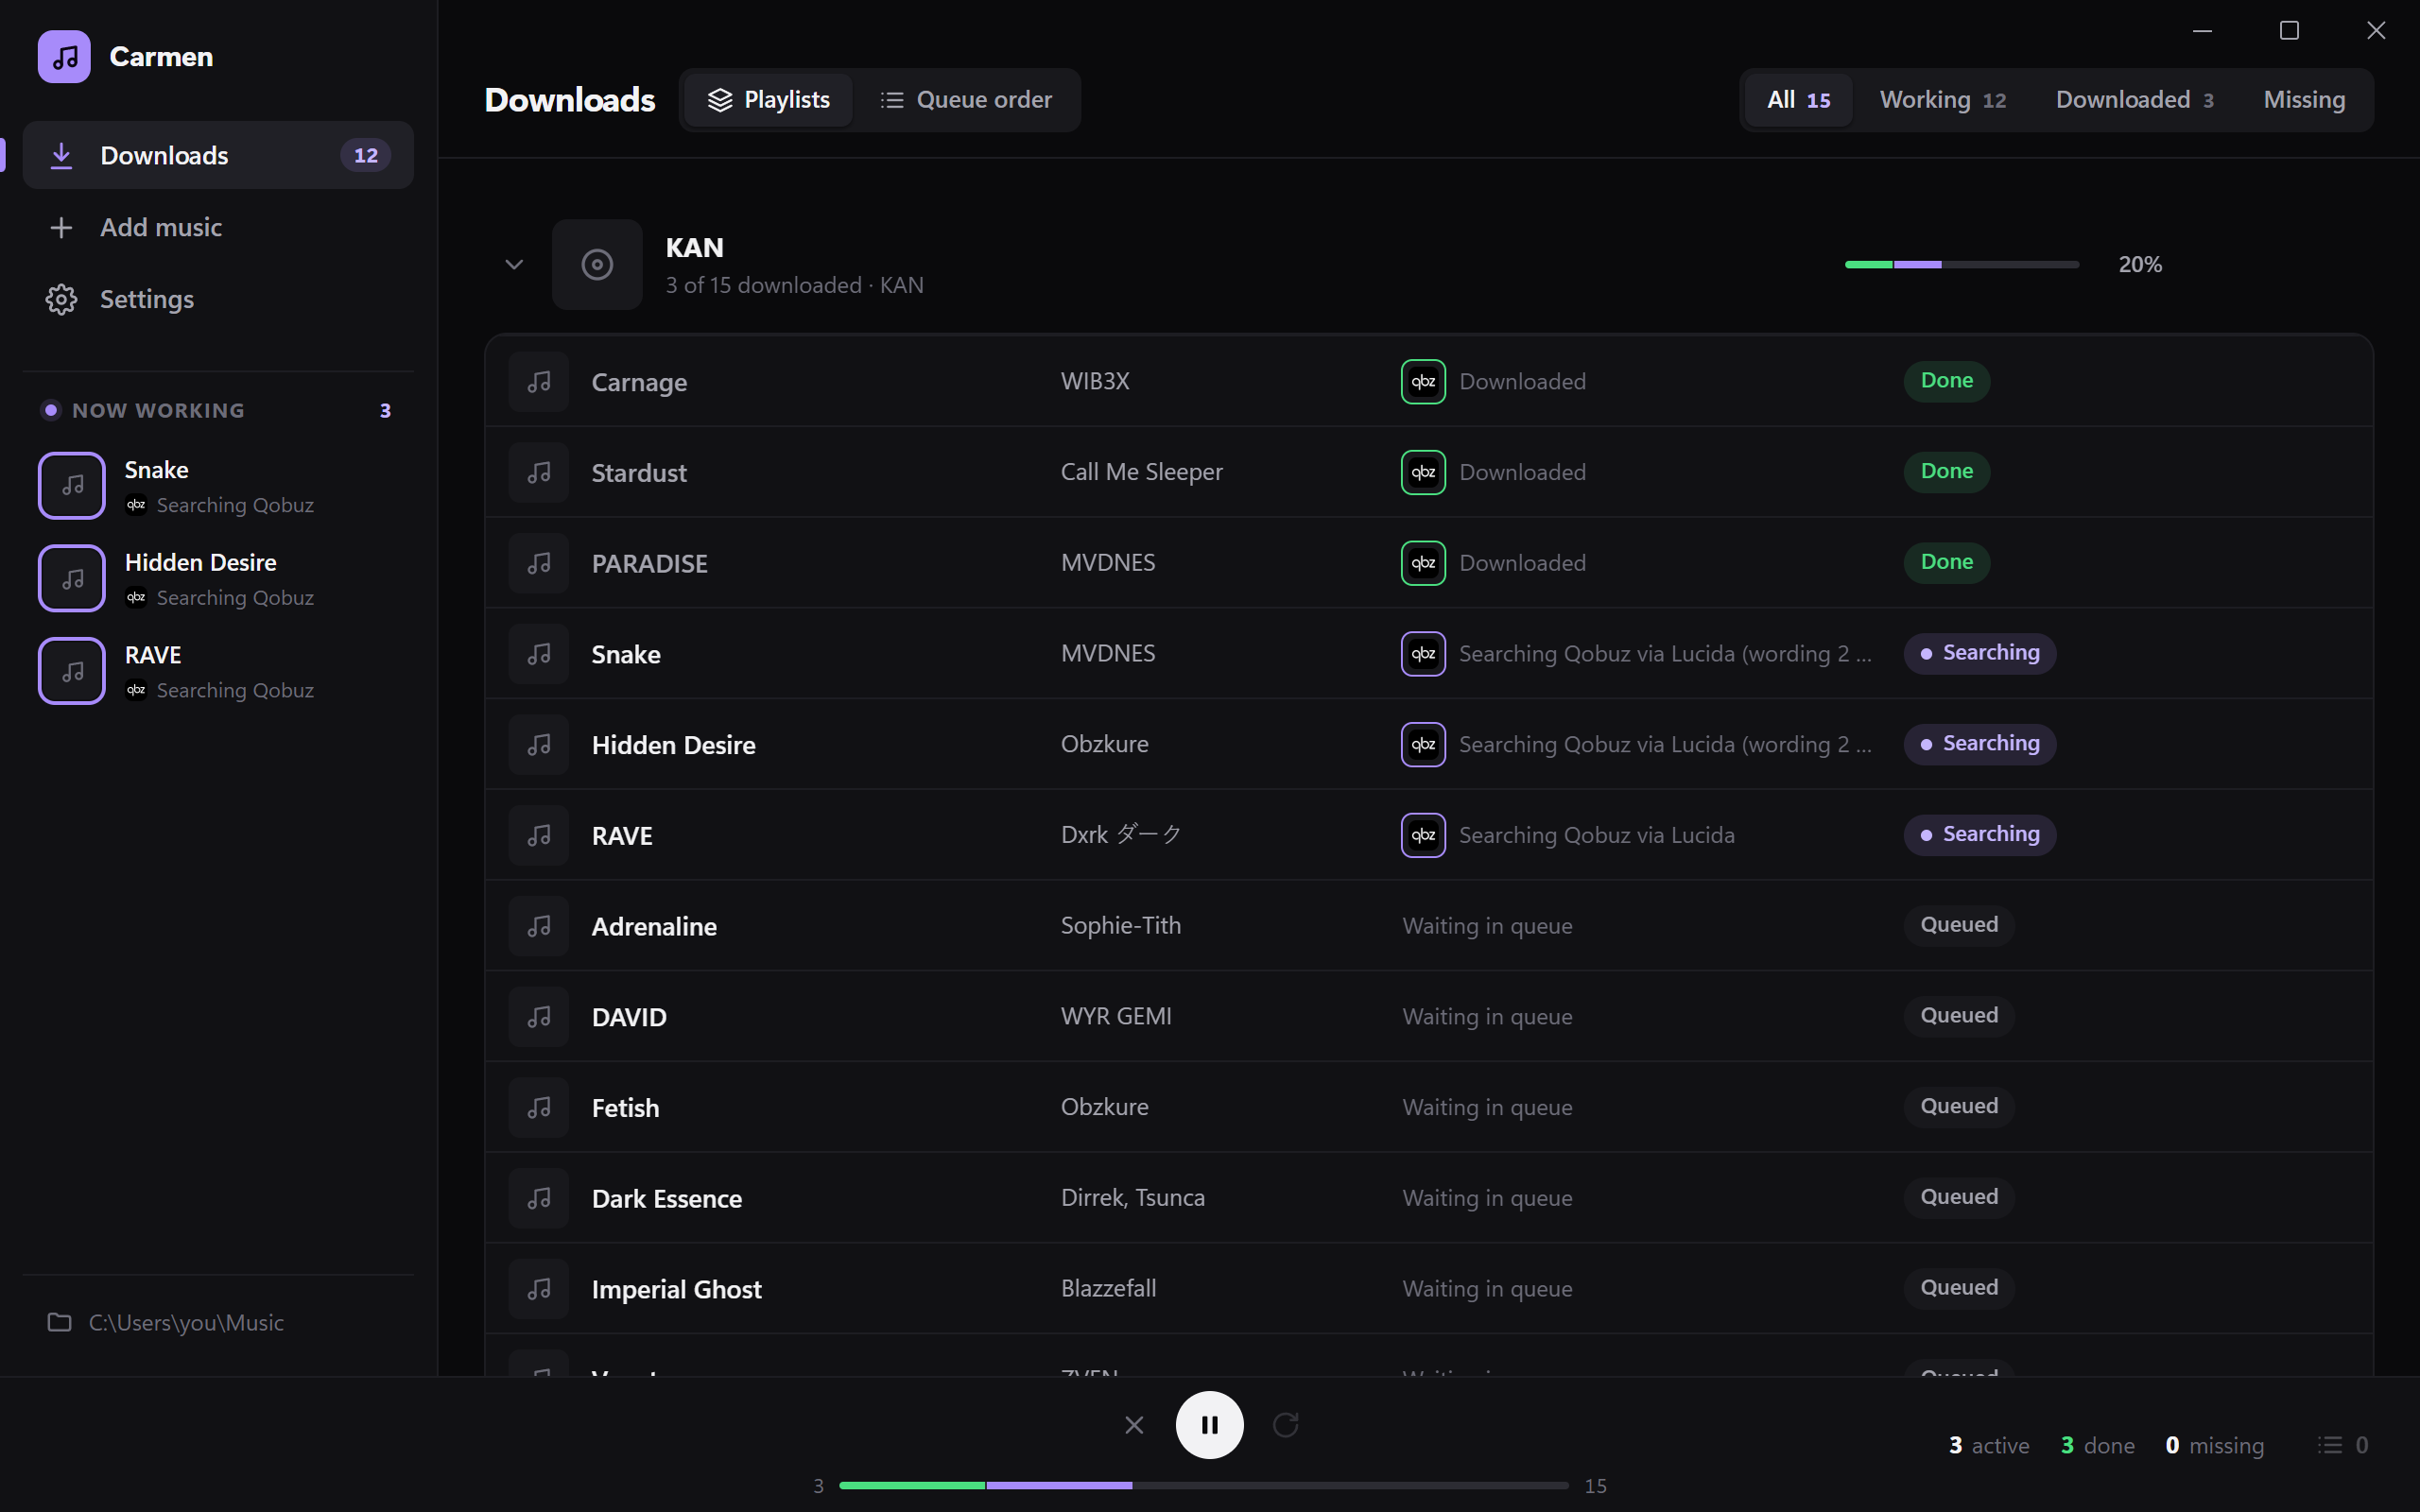 Carmen
Downloads 12
Add music
Settings
NOW WORKING 3
Snake
qbz Searching Qobuz
Hidden Desire
qbz Searching Qobuz
RAVE
qbz Searching Qobuz
C:\Users\you\Music
Downloads Playlists Queue order All 15 Working 12 Downloaded 3 Missing
KAN
3 of 15 downloaded · KAN
20%
Carnage WIB3X qbz Downloaded Done
Stardust Call Me Sleeper qbz Downloaded Done
PARADISE MVDNES qbz Downloaded Done
Snake MVDNES qbz Searching Qobuz via Lucida (wording 2 ... Searching
Hidden Desire Obzkure qbz Searching Qobuz via Lucida (wording 2 ... Searching
RAVE Dxrk ダーク qbz Searching Qobuz via Lucida Searching
Adrenaline Sophie-Tith Waiting in queue Queued
DAVID WYR GEMI Waiting in queue Queued
Fetish Obzkure Waiting in queue Queued
Dark Essence Dirrek, Tsunca Waiting in queue Queued
Imperial Ghost Blazzefall Waiting in queue Queued
3 active 3 done 0 missing 0
3 15